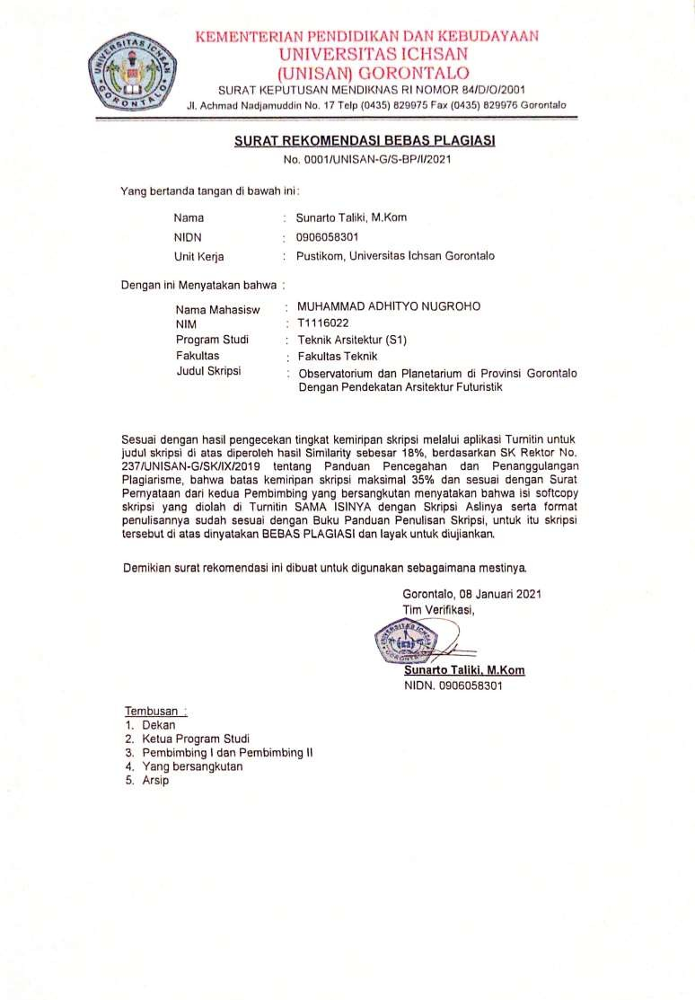 UNIVERSITAS ICHSAN
GORONTALO
KEMENTERIAN PENDIDIKAN DAN KEBUDAYAAN
UNIVERSITAS ICHSAN
(UNISAN) GORONTALO
SURAT KEPUTUSAN MENDIKNAS RI NOMOR 84/D/O/2001
Jl. Achmad Nadjamuddin No. 17 Telp (0435) 829975 Fax (0435) 829976 Gorontalo
SURAT REKOMENDASI BEBAS PLAGIASI
No. 0001/UNISAN-G/S-BP/I/2021
Yang bertanda tangan di bawah ini :
Nama : Sunarto Taliki, M.Kom
NIDN : 0906058301
Unit Kerja : Pustikom, Universitas Ichsan Gorontalo
Dengan ini Menyatakan bahwa :
Nama Mahasisw : MUHAMMAD ADHITYO NUGROHO
NIM : T1116022
Program Studi : Teknik Arsitektur (S1)
Fakultas : Fakultas Teknik
Judul Skripsi : Observatorium dan Planetarium di Provinsi Gorontalo
Dengan Pendekatan Arsitektur Futuristik
Sesuai dengan hasil pengecekan tingkat kemiripan skripsi melalui aplikasi Turnitin untuk
judul skripsi di atas diperoleh hasil Similarity sebesar 18%, berdasarkan SK Rektor No.
237/UNISAN-G/SK/IX/2019 tentang Panduan Pencegahan dan Penanggulangan
Plagiarisme, bahwa batas kemiripan skripsi maksimal 35% dan sesuai dengan Surat
Pernyataan dari kedua Pembimbing yang bersangkutan menyatakan bahwa isi softcopy
skripsi yang diolah di Turnitin SAMA ISINYA dengan Skripsi Aslinya serta format
penulisannya sudah sesuai dengan Buku Panduan Penulisan Skripsi, untuk itu skripsi
tersebut di atas dinyatakan BEBAS PLAGIASI dan layak untuk diujiankan.
Demikian surat rekomendasi ini dibuat untuk digunakan sebagaimana mestinya.
Gorontalo, 08 Januari 2021
Tim Verifikasi,
UNIVERSITAS ICHSAN
GORONTALO
Sunarto Taliki, M.Kom
NIDN. 0906058301
Tembusan :
1. Dekan
2. Ketua Program Studi
3. Pembimbing I dan Pembimbing II
4. Yang bersangkutan
5. Arsip